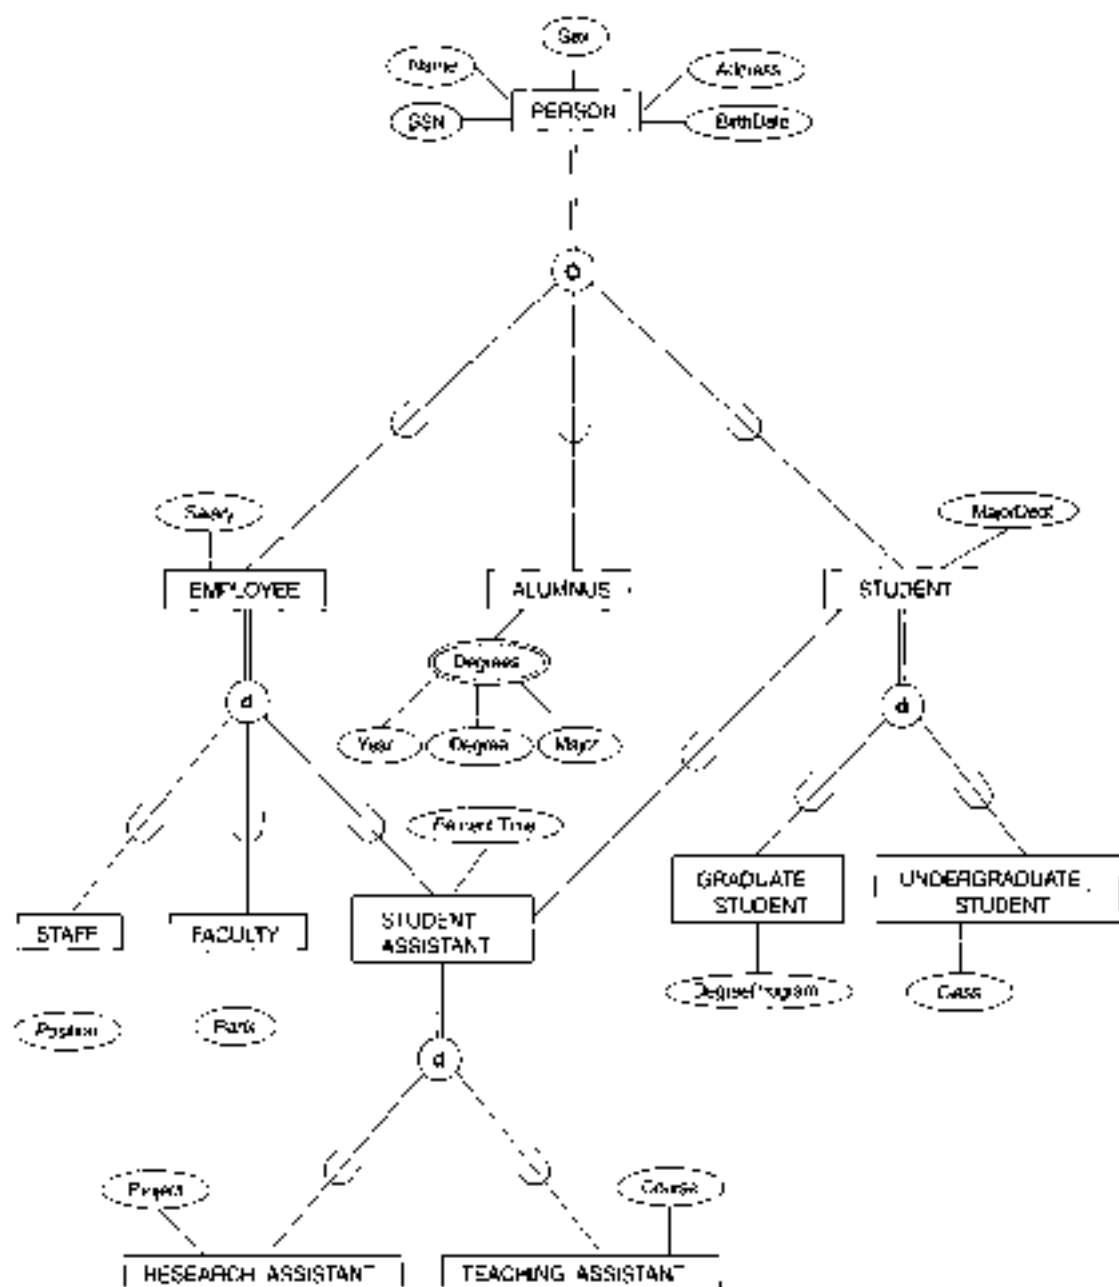 Sex
Name
Address
SSN
PERSON
BirthDate
O
Salary
MajorDept
EMPLOYEE
ALUMNUS
STUDENT
Degrees
d
d
Year
Degree
Major
Percent Time
GRADUATE
STUDENT
UNDERGRADUATE
STUDENT
STAFF
FACULTY
STUDENT
ASSISTANT
DegreeProgram
Class
Position
Rank
d
Project
Course
RESEARCH ASSISTANT
TEACHING ASSISTANT